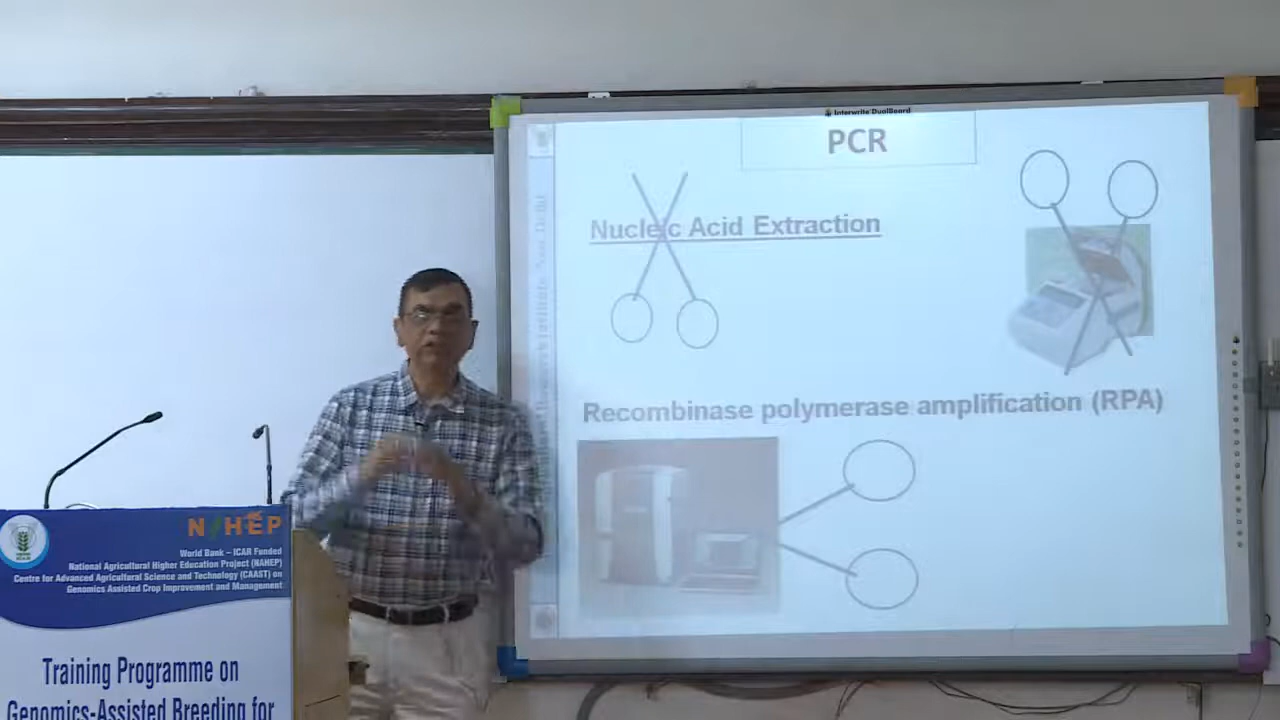 Interwrite DualBoard
PCR
Nucleic Acid Extraction
Recombinase polymerase amplification (RPA)
NAHEP
World Bank – ICAR Funded
National Agricultural Higher Education Project (NAHEP)
Centre for Advanced Agricultural Science and Technology (CAAST) on
Genomics Assisted Crop Improvement and Management
Training Programme on
Genomics-Assisted Breeding for